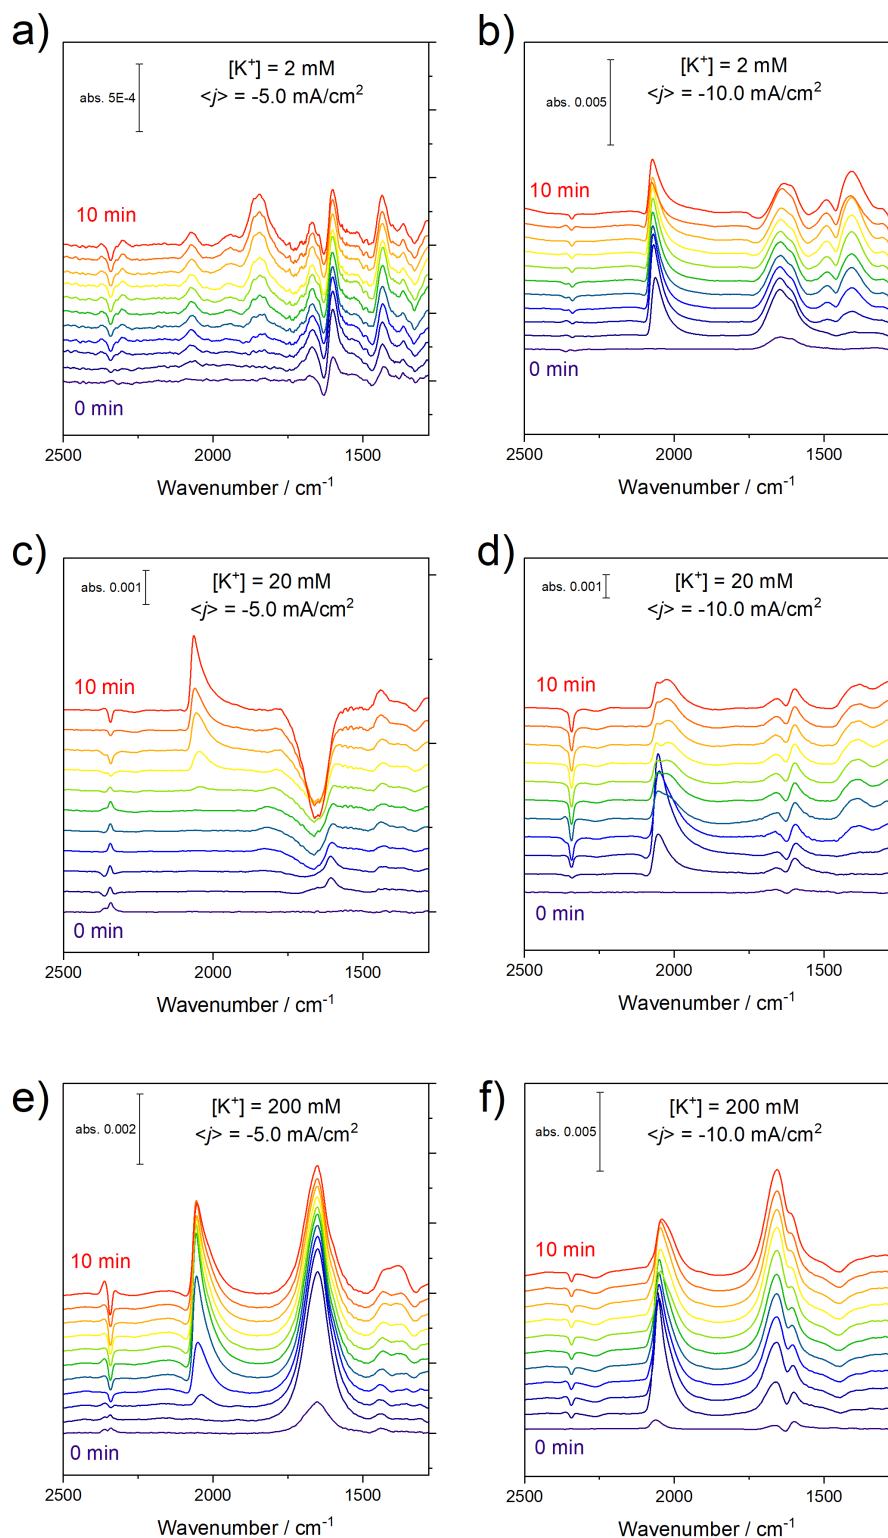 a)
[K⁺] = 2 mM
<j> = -5.0 mA/cm²
abs. 5E-4
10 min
0 min
2500 2000 1500
Wavenumber / cm⁻¹
b)
[K⁺] = 2 mM
<j> = -10.0 mA/cm²
abs. 0.005
10 min
0 min
2500 2000 1500
Wavenumber / cm⁻¹
c)
[K⁺] = 20 mM
<j> = -5.0 mA/cm²
abs. 0.001
10 min
0 min
2500 2000 1500
Wavenumber / cm⁻¹
d)
[K⁺] = 20 mM
<j> = -10.0 mA/cm²
abs. 0.001
10 min
0 min
2500 2000 1500
Wavenumber / cm⁻¹
e)
[K⁺] = 200 mM
<j> = -5.0 mA/cm²
abs. 0.002
10 min
0 min
2500 2000 1500
Wavenumber / cm⁻¹
f)
[K⁺] = 200 mM
<j> = -10.0 mA/cm²
abs. 0.005
10 min
0 min
2500 2000 1500
Wavenumber / cm⁻¹